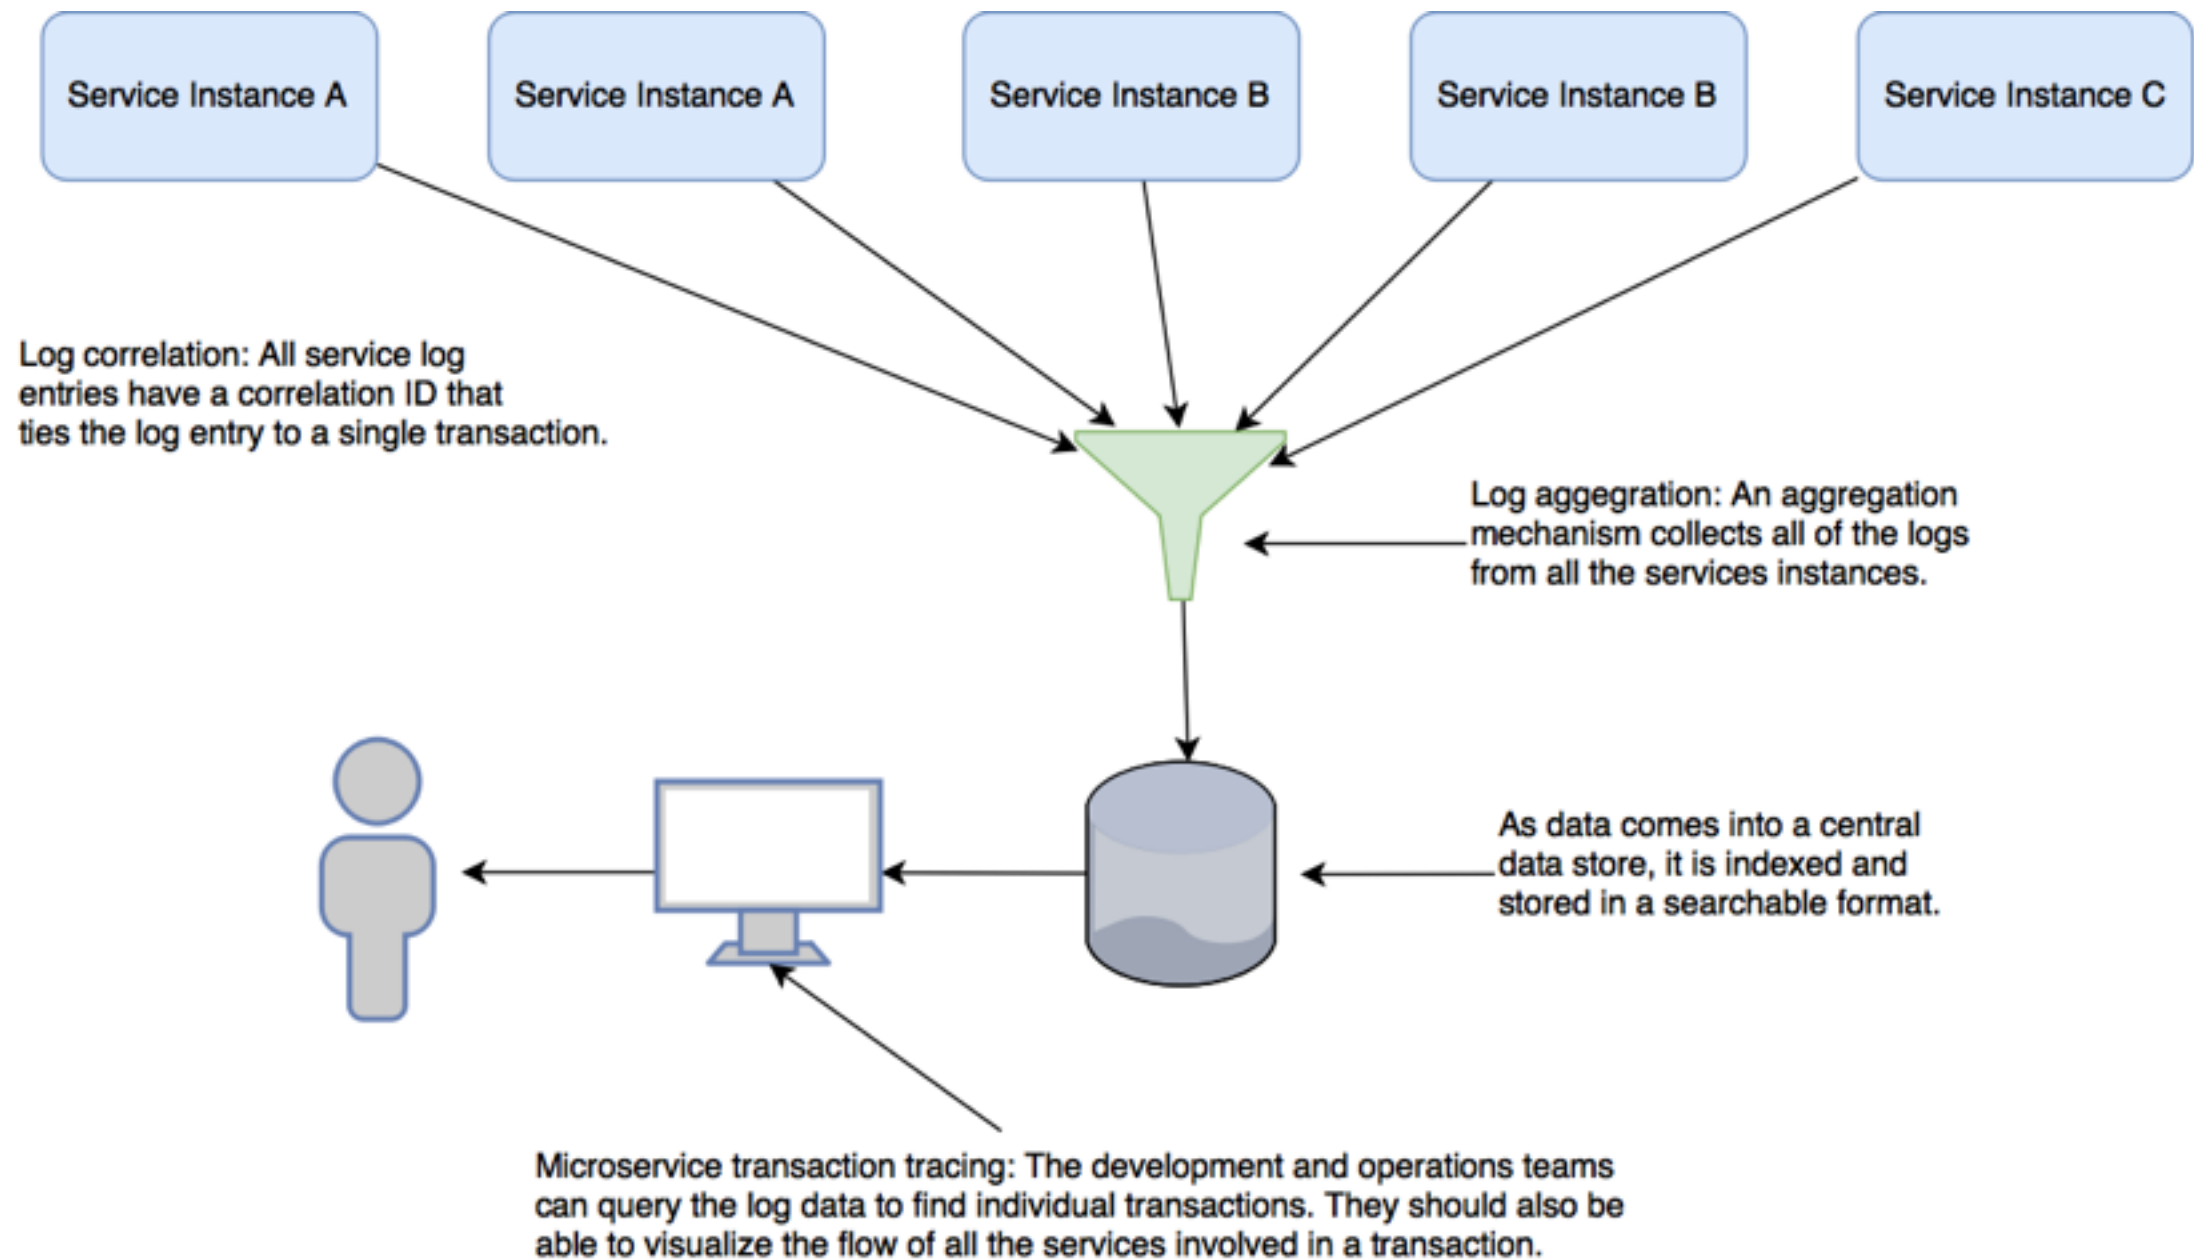 Service Instance A
Service Instance A
Service Instance B
Service Instance B
Service Instance C
Log correlation: All service log
entries have a correlation ID that
ties the log entry to a single transaction.
Log aggegration: An aggregation
mechanism collects all of the logs
from all the services instances.
As data comes into a central
data store, it is indexed and
stored in a searchable format.
Microservice transaction tracing: The development and operations teams
can query the log data to find individual transactions. They should also be
able to visualize the flow of all the services involved in a transaction.